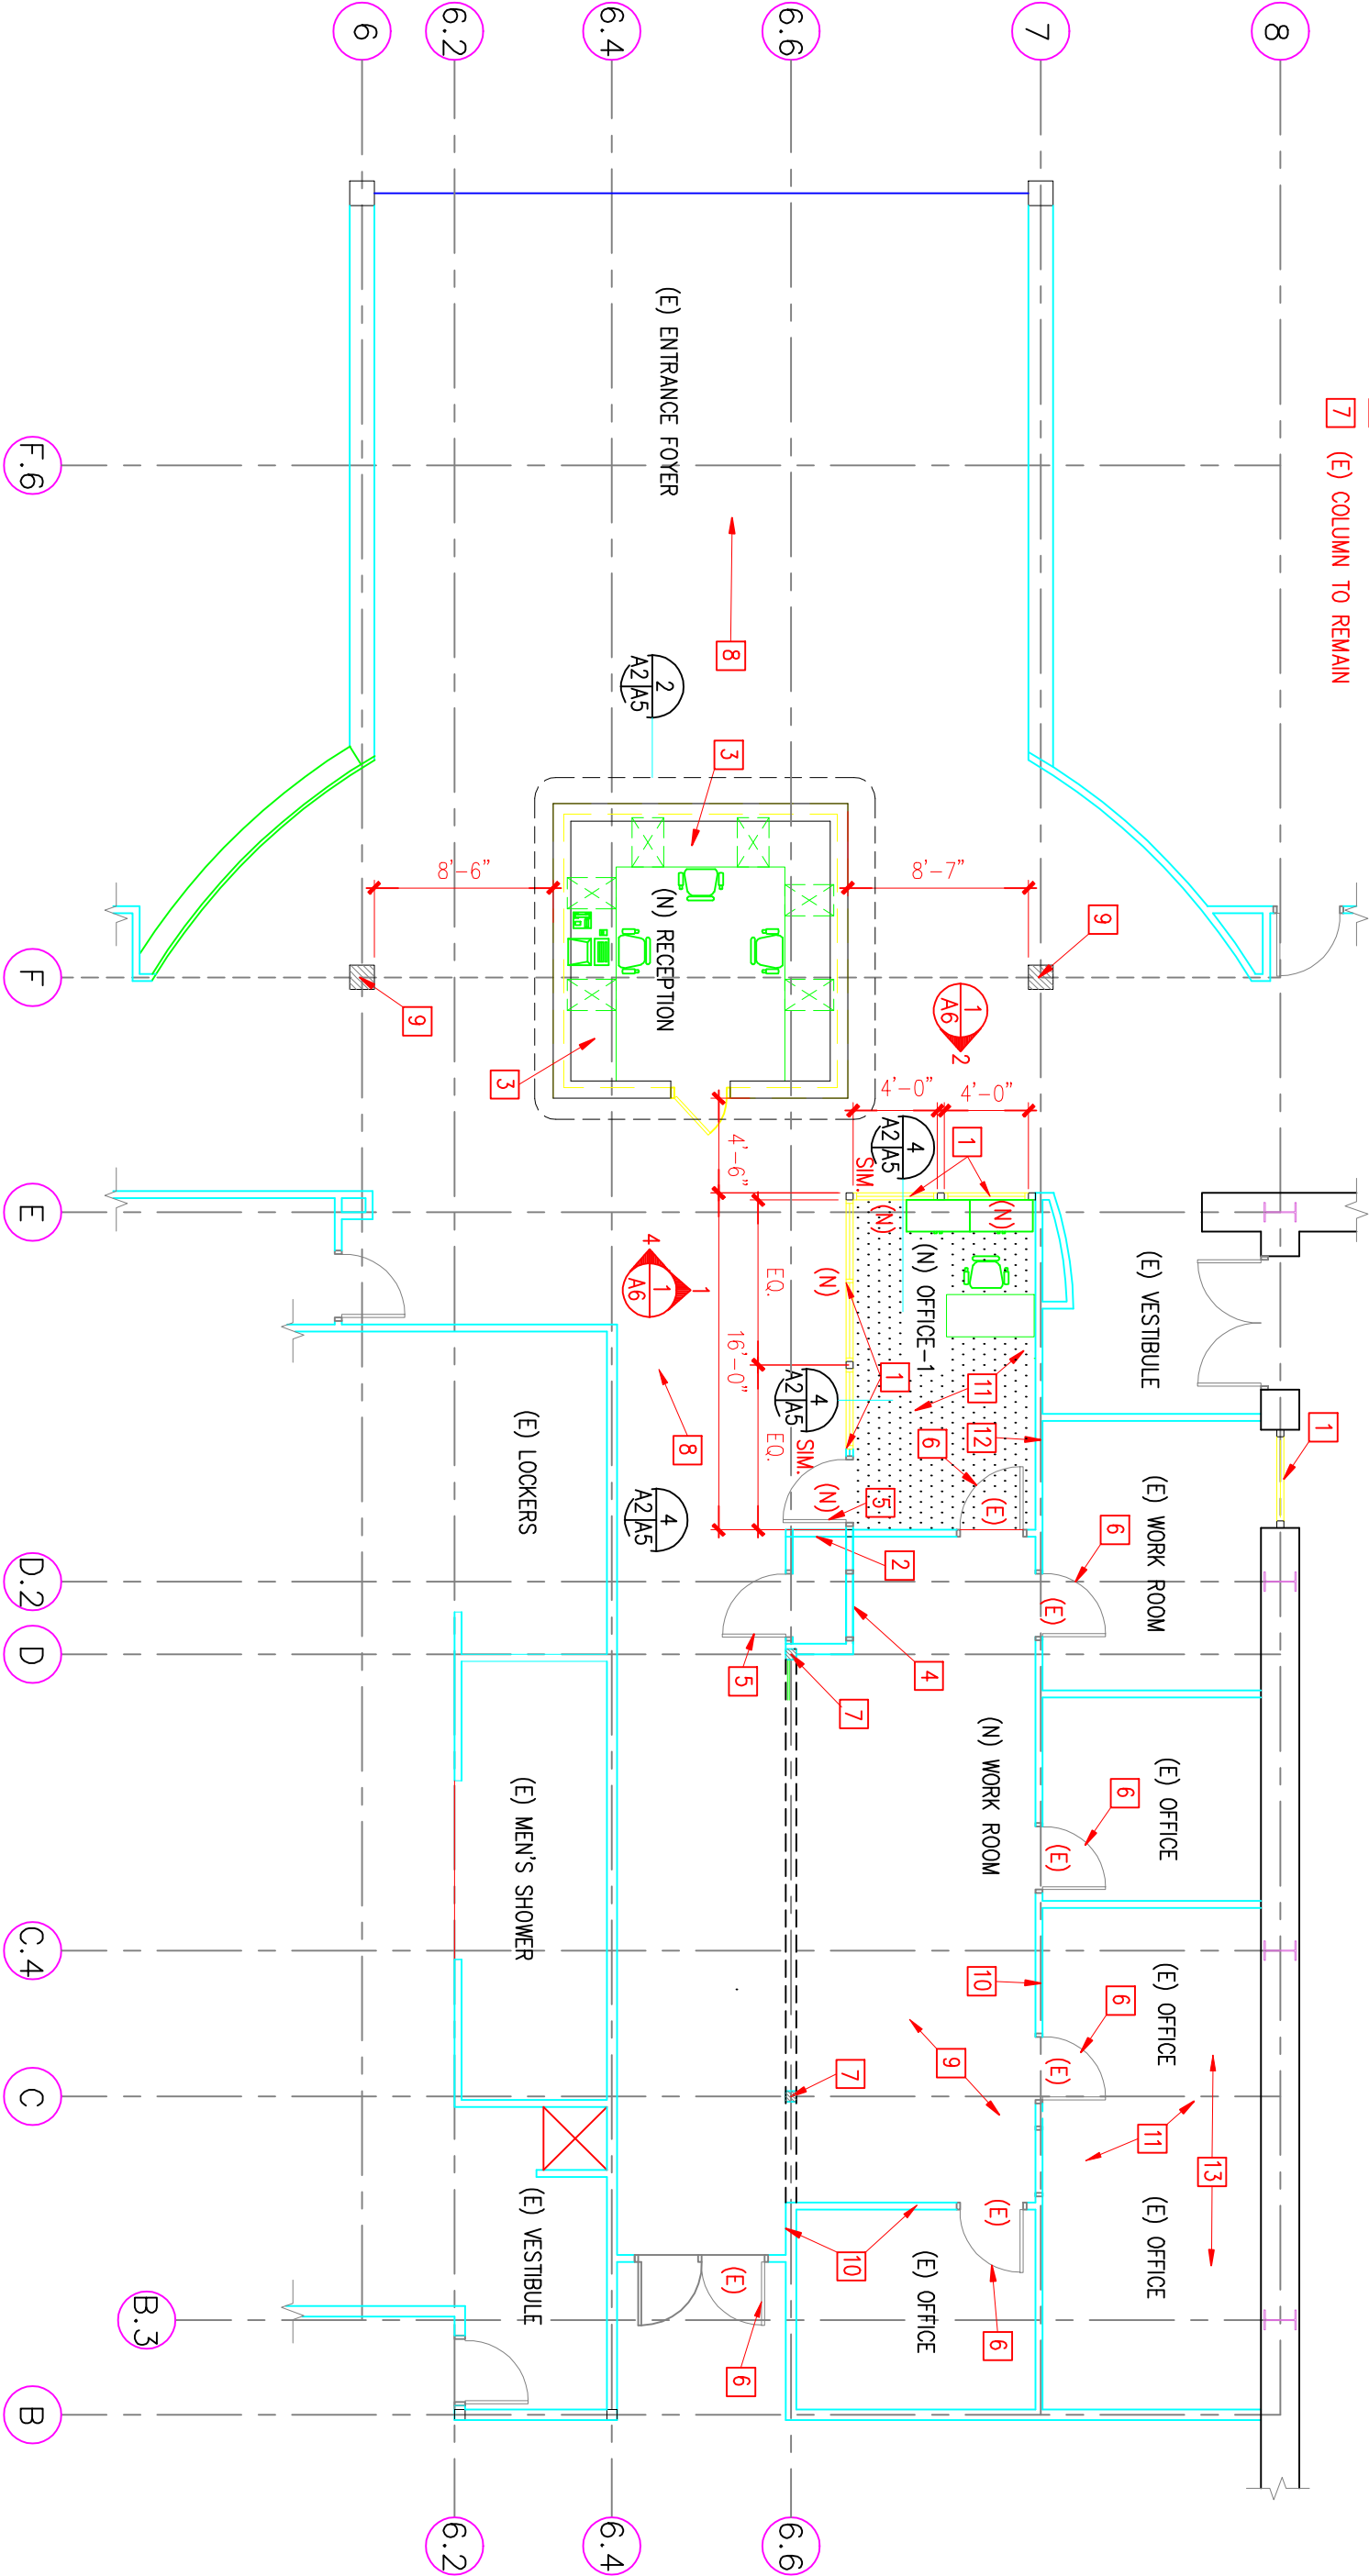 6
6.2
6.4
6.6
7
8
7 (E) COLUMN TO REMAIN
(E) ENTRANCE FOYER
F.6
8
2
A2 A5
3
8'-6"
8'-7"
9
(N) RECEPTION
F
9
1
A6
2
3
4'-0"
4'-0"
4'-6"
4
A2 A5
SIM.
1
(N)
(N)
E
4
1
A6
1
EQ.
(N)
(N) OFFICE-1
(E) VESTIBULE
16'-0"
8
1
11
4
A2 A5
SIM.
12
6
EQ.
1
(E) LOCKERS
(N)
5
(E)
(E) WORK ROOM
4
A2 A5
6
2
D.2
(E)
D
5
4
7
(N) WORK ROOM
(E) OFFICE
6
(E)
(E) MEN'S SHOWER
C.4
10
(E) OFFICE
6
(E)
9
7
C
11
13
(E) VESTIBULE
(E)
(E) OFFICE
10
(E) OFFICE
(E)
6
6
B.3
B
6.2
6.4
6.6